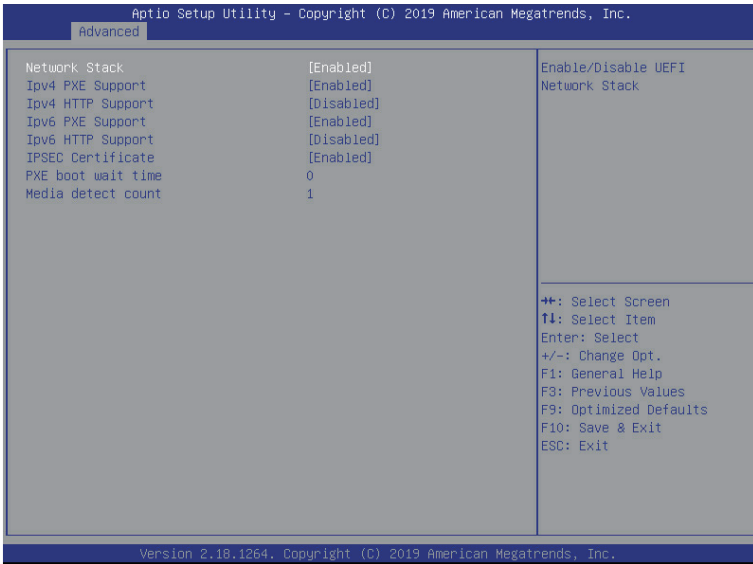 Aptio Setup Utility – Copyright (C) 2019 American Megatrends, Inc.
Advanced
Network Stack [Enabled]
Ipv4 PXE Support [Enabled]
Ipv4 HTTP Support [Disabled]
Ipv6 PXE Support [Enabled]
Ipv6 HTTP Support [Disabled]
IPSEC Certificate [Enabled]
PXE boot wait time 0
Media detect count 1
Enable/Disable UEFI
Network Stack
→←: Select Screen
↑↓: Select Item
Enter: Select
+/-: Change Opt.
F1: General Help
F3: Previous Values
F9: Optimized Defaults
F10: Save & Exit
ESC: Exit
Version 2.18.1264. Copyright (C) 2019 American Megatrends, Inc.